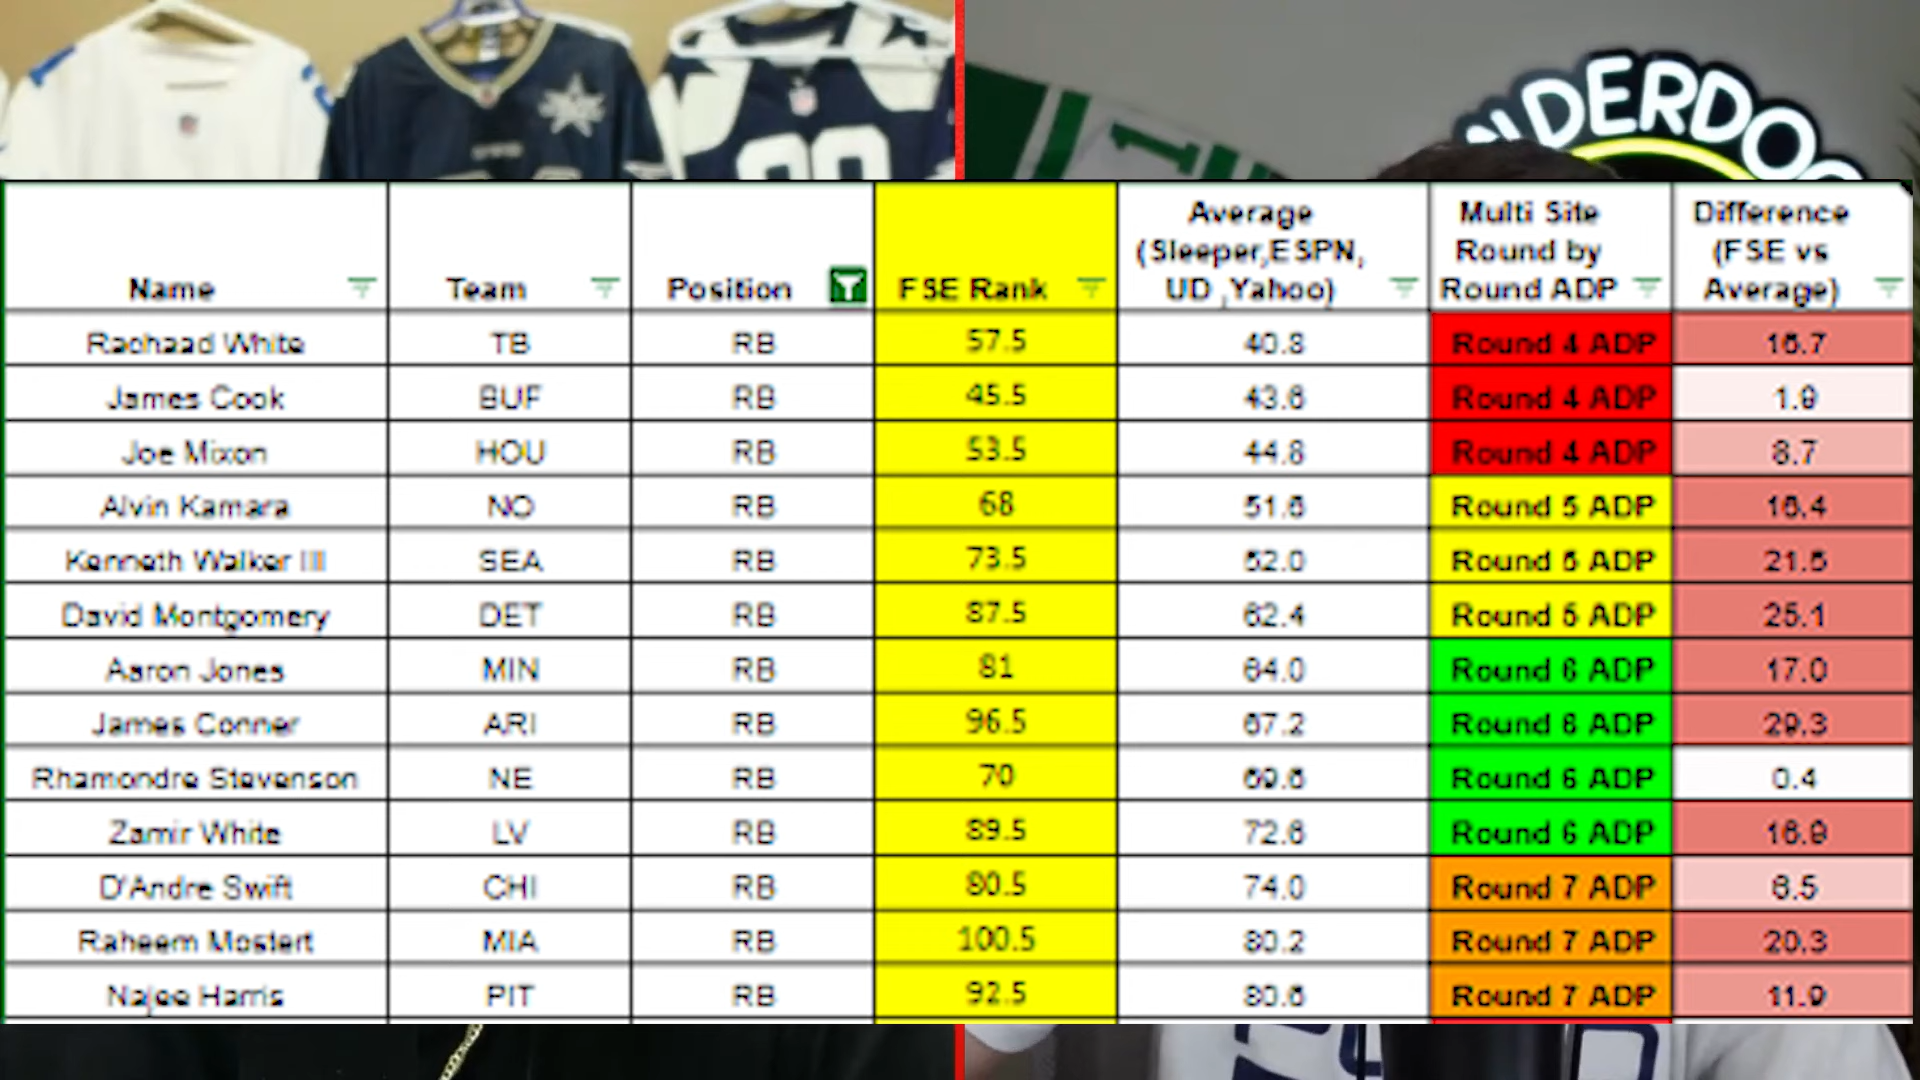 NDERDO
1
Name Team Position FSE Rank Average (Sleeper,ESPN, UD ,Yahoo) Multi Site Round by Round ADP Difference (FSE vs Average)
Rachaad White TB RB 57.5 40.8 Round 4 ADP 16.7
James Cook BUF RB 45.5 43.6 Round 4 ADP 1.9
Joe Mixon HOU RB 53.5 44.8 Round 4 ADP 8.7
Alvin Kamara NO RB 68 51.6 Round 5 ADP 16.4
Kenneth Walker III SEA RB 73.5 52.0 Round 5 ADP 21.5
David Montgomery DET RB 87.5 62.4 Round 5 ADP 25.1
Aaron Jones MIN RB 81 64.0 Round 6 ADP 17.0
James Conner ARI RB 96.5 67.2 Round 6 ADP 29.3
Rhamondre Stevenson NE RB 70 69.6 Round 6 ADP 0.4
Zamir White LV RB 89.5 72.6 Round 6 ADP 16.9
D'Andre Swift CHI RB 80.5 74.0 Round 7 ADP 6.5
Raheem Mostert MIA RB 100.5 80.2 Round 7 ADP 20.3
Najee Harris PIT RB 92.5 80.6 Round 7 ADP 11.9